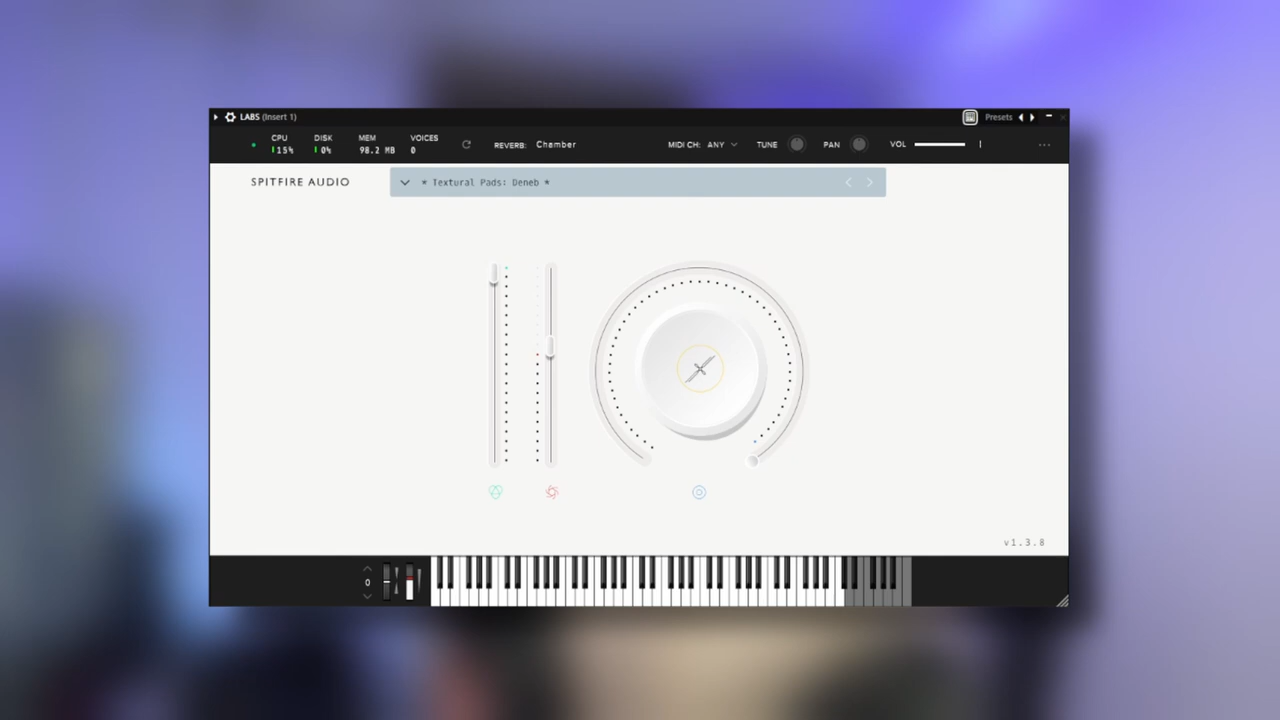 LABS (Insert 1)
Presets
CPU
15%
DISK
0%
MEM
98.2 MB
VOICES
0
REVERB: Chamber
MIDI CH: ANY
TUNE
PAN
VOL
SPITFIRE AUDIO
* Textural Pads: Deneb *
v1.3.8
0